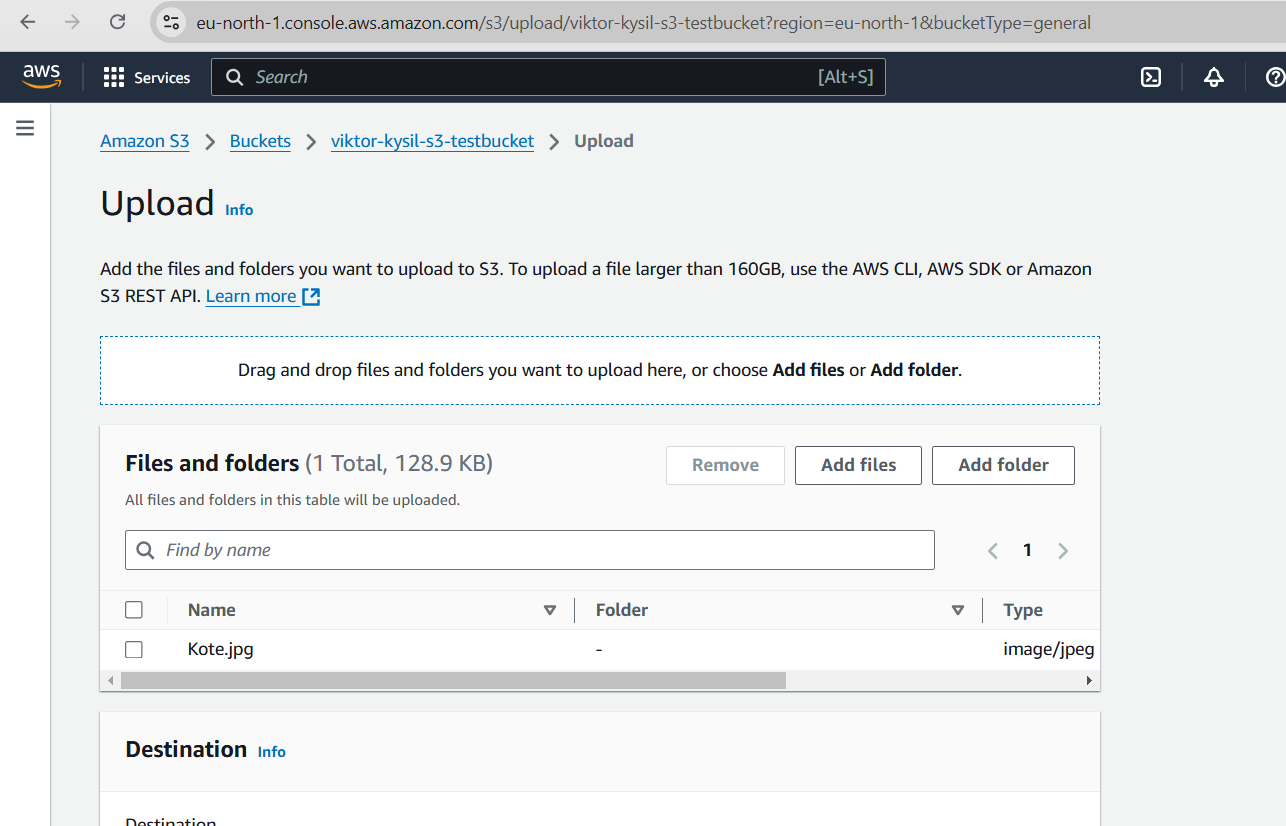 eu-north-1.console.aws.amazon.com/s3/upload/viktor-kysil-s3-testbucket?region=eu-north-1&bucketType=general
aws Services Search [Alt+S]
Amazon S3 > Buckets > viktor-kysil-s3-testbucket > Upload
Upload Info
Add the files and folders you want to upload to S3. To upload a file larger than 160GB, use the AWS CLI, AWS SDK or Amazon
S3 REST API. Learn more
Drag and drop files and folders you want to upload here, or choose Add files or Add folder.
Files and folders (1 Total, 128.9 KB) Remove Add files Add folder
All files and folders in this table will be uploaded.
Find by name 1
Name Folder Type
Kote.jpg - image/jpeg
Destination Info
Destination